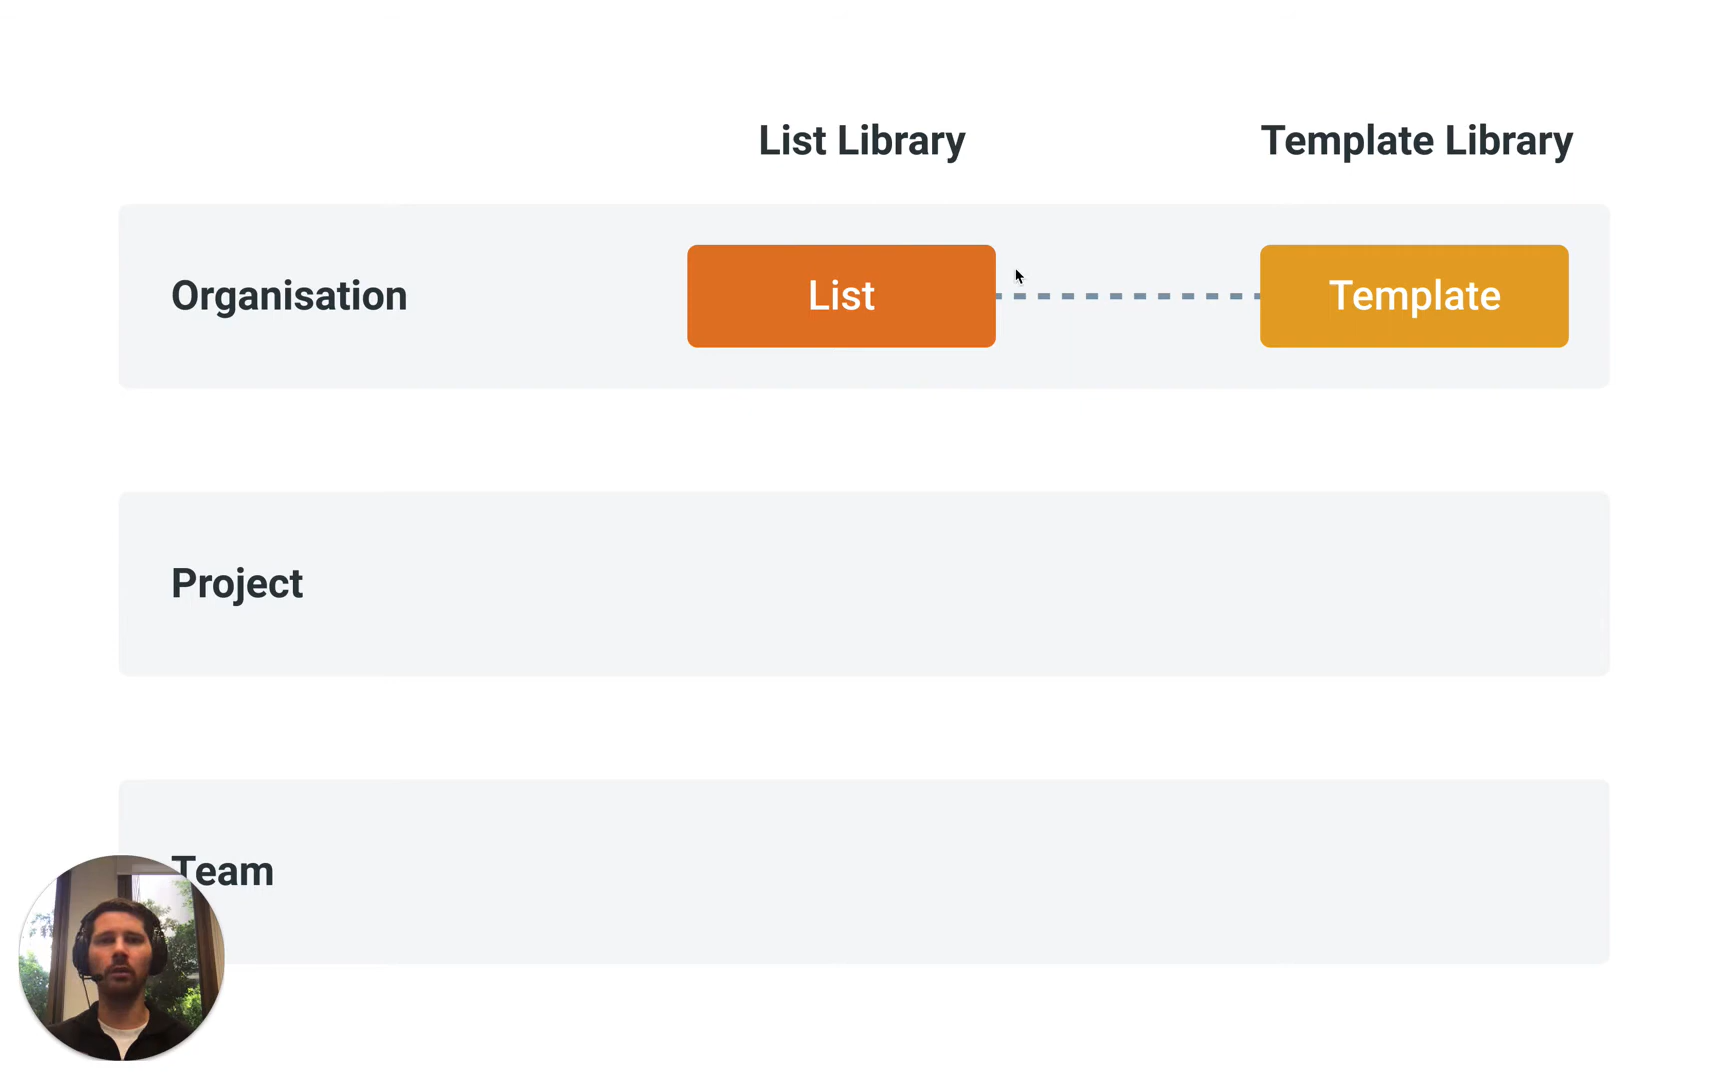 List Library
Template Library
Organisation
List
Template
Project
Team